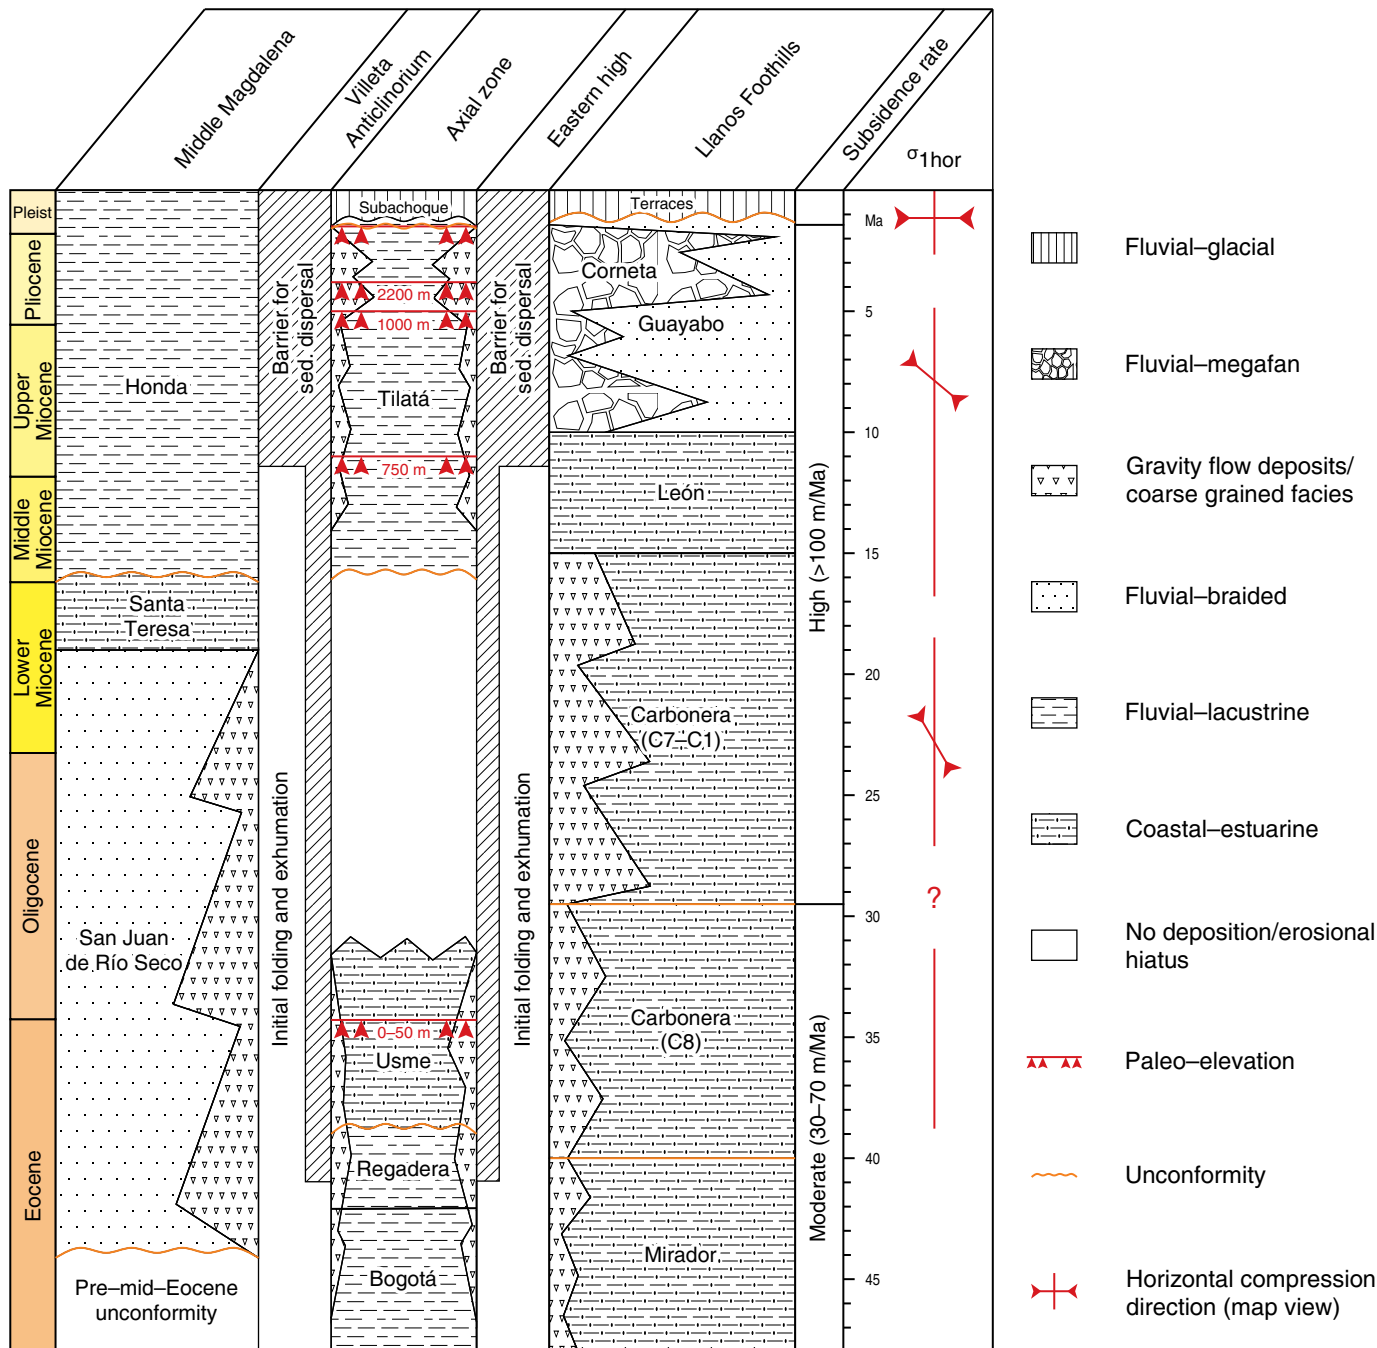 Middle Magdalena
Villeta
Anticlinorium
Axial zone
Eastern high
Llanos Foothills
Subsidence rate
σ1hor
Pleist
Pliocene
Upper
Miocene
Middle
Miocene
Lower
Miocene
Oligocene
Eocene
Honda
Santa
Teresa
San Juan
de Río Seco
Pre–mid–Eocene
unconformity
Barrier for
sed. dispersal
Initial folding and exhumation
Subachoque
2200 m
1000 m
Tilatá
750 m
0–50 m
Usme
Regadera
Bogotá
Barrier for
sed. dispersal
Initial folding and exhumation
Terraces
Corneta
Guayabo
León
Carbonera
(C7–C1)
Carbonera
(C8)
Mirador
High (>100 m/Ma)
Moderate (30–70 m/Ma)
Ma
5
10
15
20
25
30
35
40
45
?
Fluvial–glacial
Fluvial–megafan
Gravity flow deposits/
coarse grained facies
Fluvial–braided
Fluvial–lacustrine
Coastal–estuarine
No deposition/erosional
hiatus
Paleo–elevation
Unconformity
Horizontal compression
direction (map view)